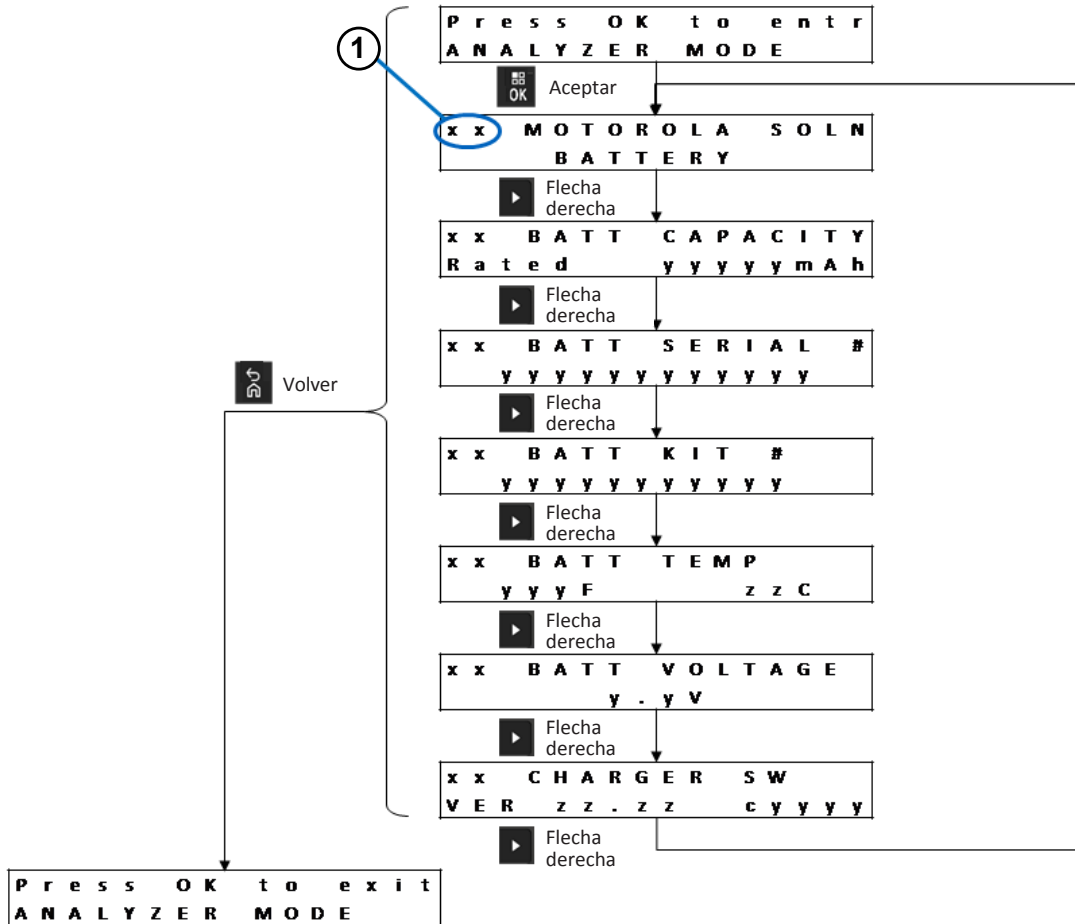 Press OK to entr
ANALYZER MODE
1
OK
Aceptar
xx MOTOROLA SOLN
BATTERY
Flecha
derecha
xx BATT CAPACITY
Rated yyyyymAh
Flecha
derecha
xx BATT SERIAL #
yyyyyyyyyyyy
Flecha
derecha
Volver
xx BATT KIT #
yyyyyyyyyyy
Flecha
derecha
xx BATT TEMP
yyyF zzC
Flecha
derecha
xx BATT VOLTAGE
y.yV
Flecha
derecha
xx CHARGER SW
VER zz.zz cyyyy
Flecha
derecha
Press OK to exit
ANALYZER MODE